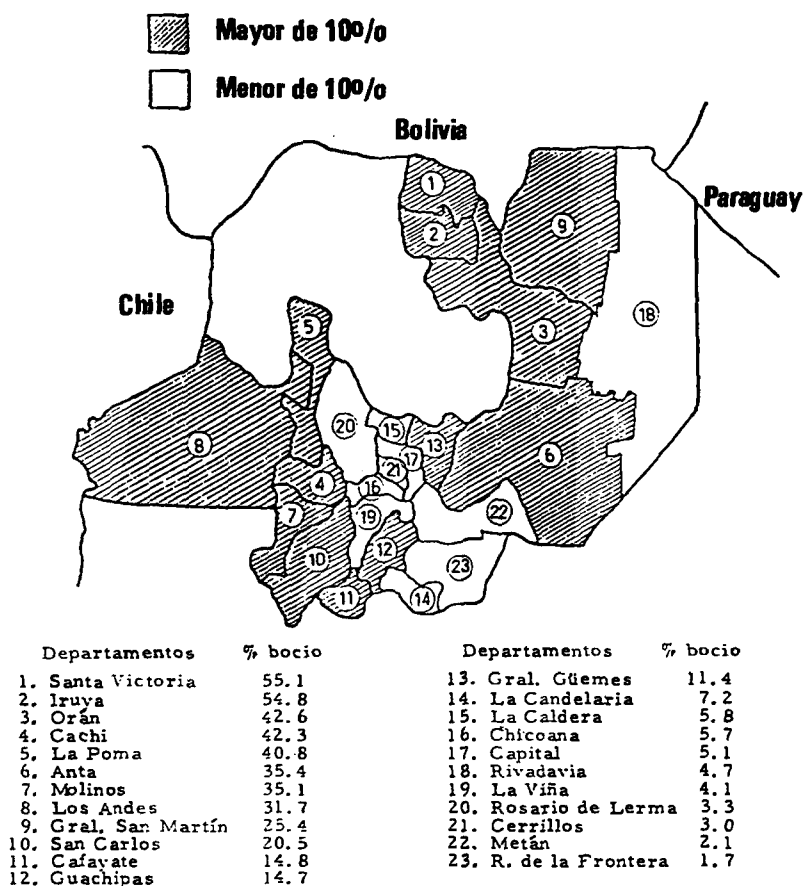 Mayor de 10º/o
Menor de 10º/o
Bolivia
Paraguay
Chile
1
2
9
3
18
5
8
20
15
13
17
21
6
4
16
7
19
22
12
10
23
11
14
Departamentos % bocio
1. Santa Victoria 55.1
2. Iruya 54.8
3. Orán 42.6
4. Cachi 42.3
5. La Poma 40.8
6. Anta 35.4
7. Molinos 35.1
8. Los Andes 31.7
9. Gral. San Martín 25.4
10. San Carlos 20.5
11. Cafayate 14.8
12. Guachipas 14.7
Departamentos % bocio
13. Gral. Güemes 11.4
14. La Candelaria 7.2
15. La Caldera 5.8
16. Chicoana 5.7
17. Capital 5.1
18. Rivadavia 4.7
19. La Viña 4.1
20. Rosario de Lerma 3.3
21. Cerrillos 3.0
22. Metán 2.1
23. R. de la Frontera 1.7